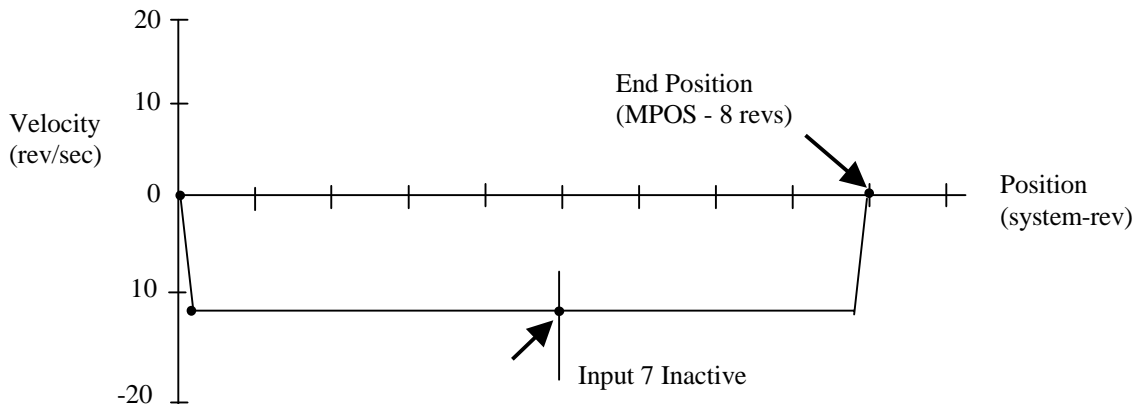 20
End Position
(MPOS - 8 revs)
10
Velocity
(rev/sec)
0
Position
(system-rev)
10
Input 7 Inactive
-20